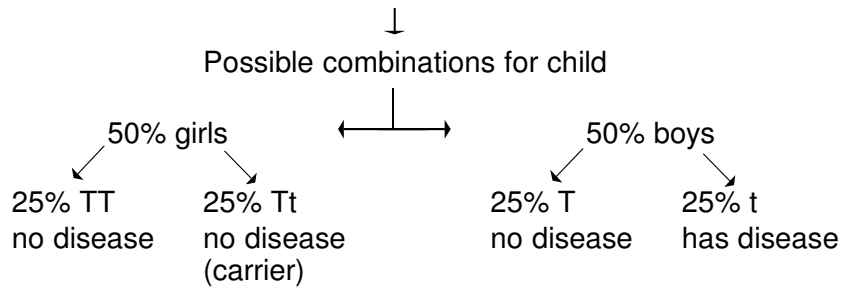 Possible combinations for child
50% girls
50% boys
25% TT
no disease
25% Tt
no disease
(carrier)
25% T
no disease
25% t
has disease